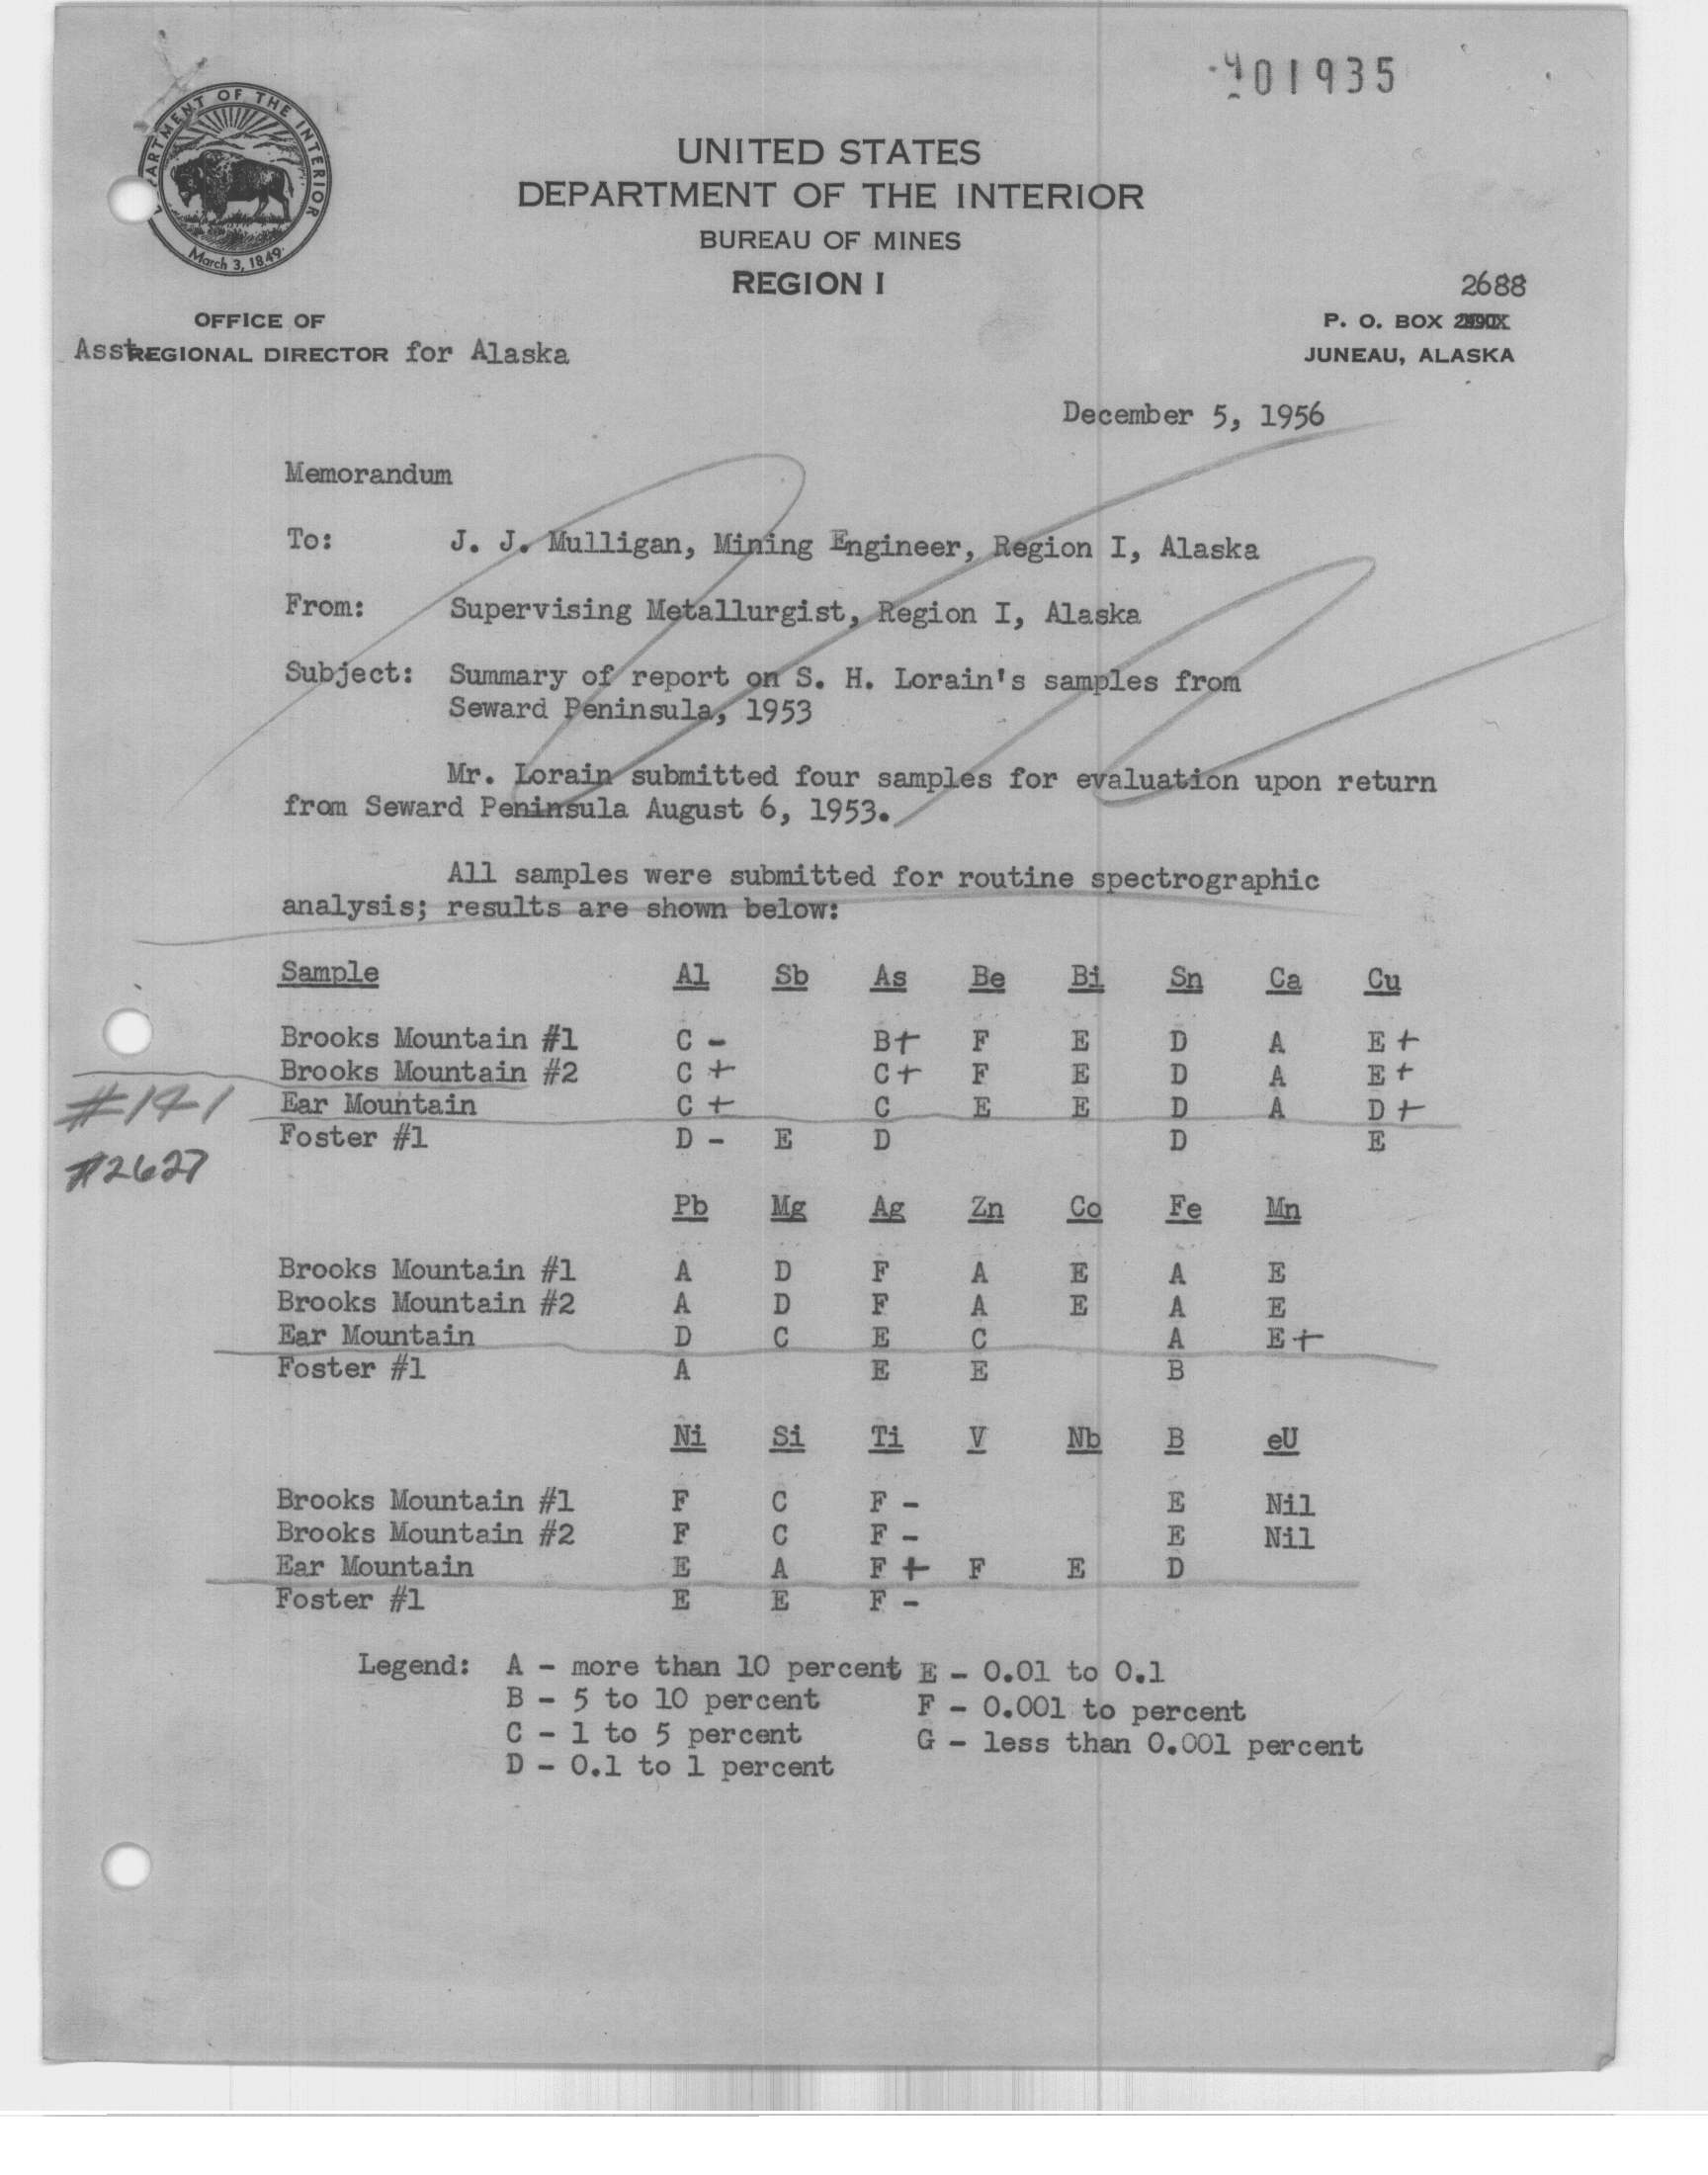 401935
DEPARTMENT OF THE INTERIOR
March 3, 1849
UNITED STATES
DEPARTMENT OF THE INTERIOR
BUREAU OF MINES
REGION I
2688
OFFICE OF
P. O. BOX
Asst. REGIONAL DIRECTOR for Alaska
JUNEAU, ALASKA
December 5, 1956
Memorandum
To: J. J. Mulligan, Mining Engineer, Region I, Alaska
From: Supervising Metallurgist, Region I, Alaska
Subject: Summary of report on S. H. Lorain's samples from
Seward Peninsula, 1953
Mr. Lorain submitted four samples for evaluation upon return
from Seward Peninsula August 6, 1953.
All samples were submitted for routine spectrographic
analysis; results are shown below:
Sample Al Sb As Be Bi Sn Ca Cu
Brooks Mountain #1 C - B+ F E D A E+
Brooks Mountain #2 C + C+ F E D A E+
#141
Ear Mountain C + C E E D A D+
Foster #1 D - E D D E
#2627
Pb Mg Ag Zn Co Fe Mn
Brooks Mountain #1 A D F A E A E
Brooks Mountain #2 A D F A E A E
Ear Mountain D C E C A E+
Foster #1 A E E B
Ni Si Ti V Nb B eU
Brooks Mountain #1 F C F - E Nil
Brooks Mountain #2 F C F - E Nil
Ear Mountain E A F + F E D
Foster #1 E E F -
Legend: A - more than 10 percent E - 0.01 to 0.1
B - 5 to 10 percent F - 0.001 to percent
C - 1 to 5 percent G - less than 0.001 percent
D - 0.1 to 1 percent